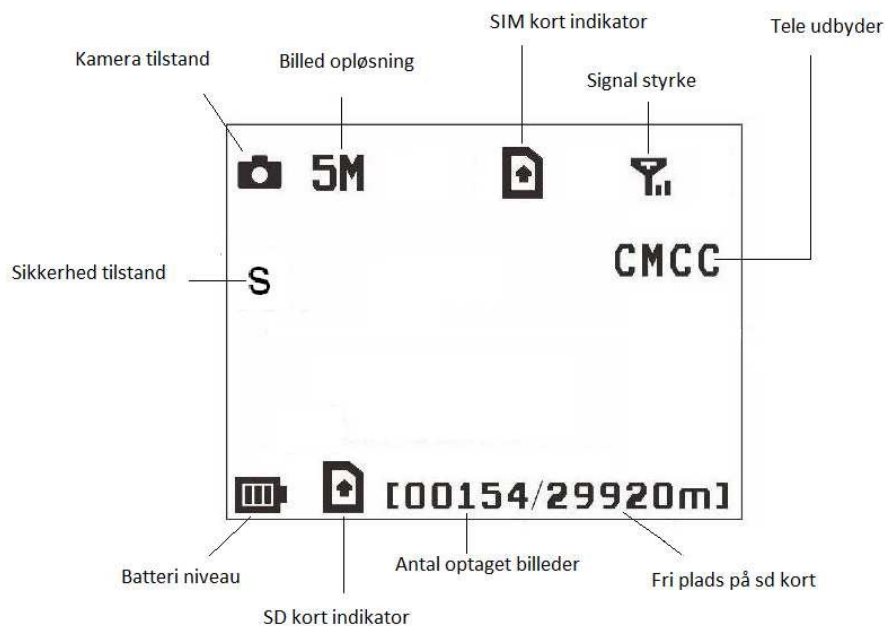 SIM kort indikator
Tele udbyder
Kamera tilstand
Billed opløsning
Signal styrke
5M
CMCC
Sikkerhed tilstand
S
[00154/29920m]
Batteri niveau
Antal optaget billeder
Fri plads på sd kort
SD kort indikator